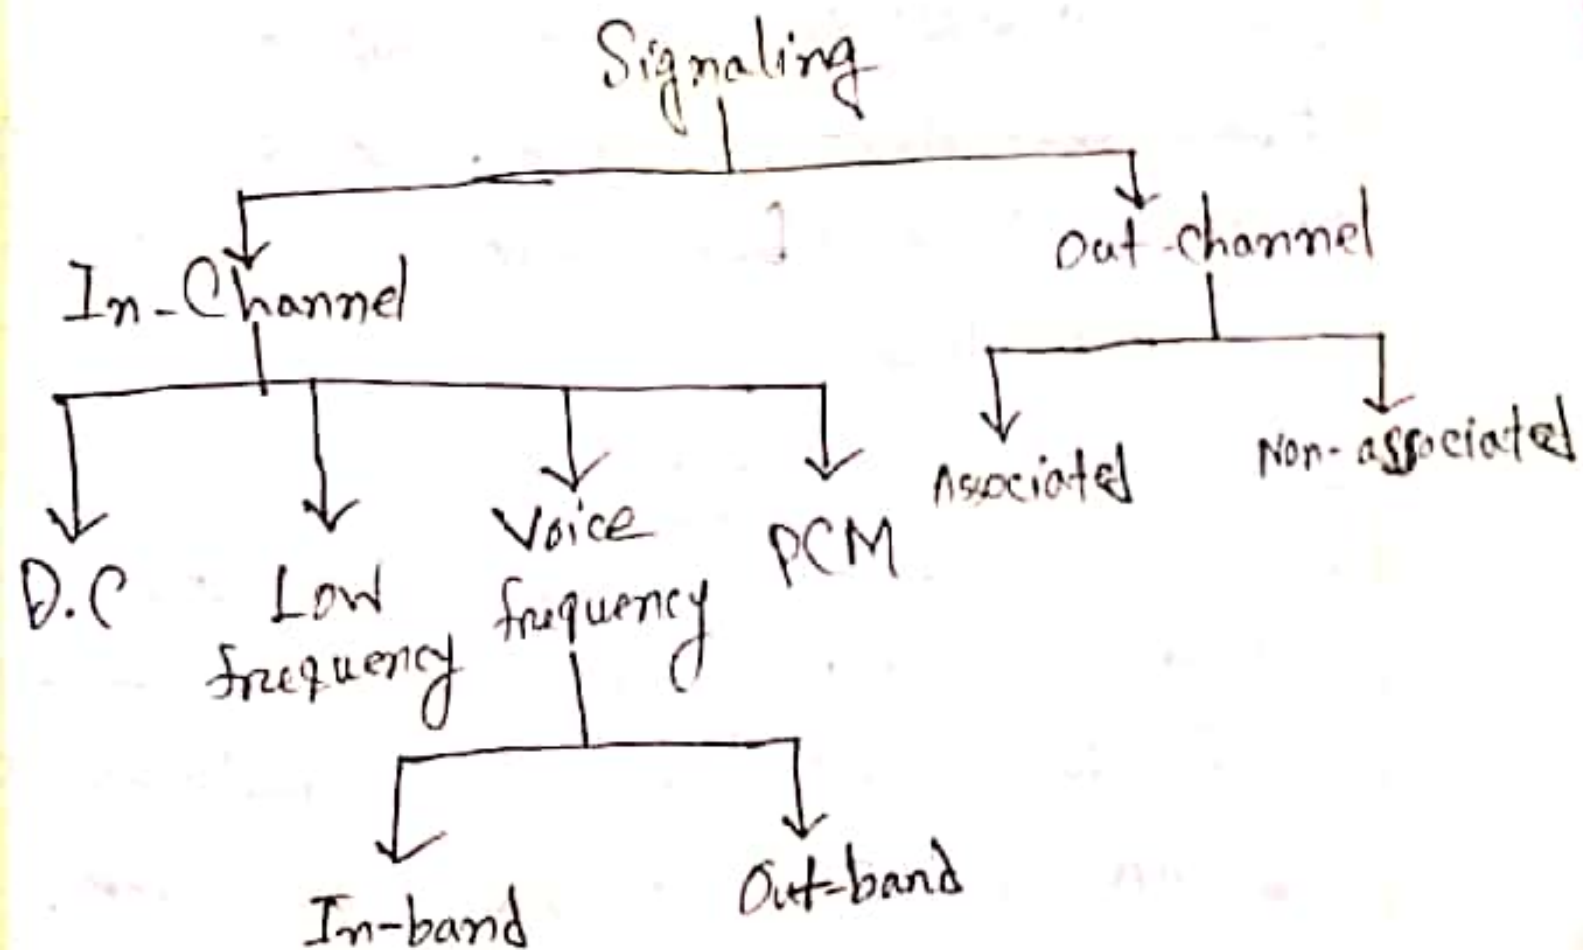 Signaling
In-Channel
Out-channel
D.C
Low
frequency
Voice
frequency
PCM
Associated
Non-associated
In-band
Out-band